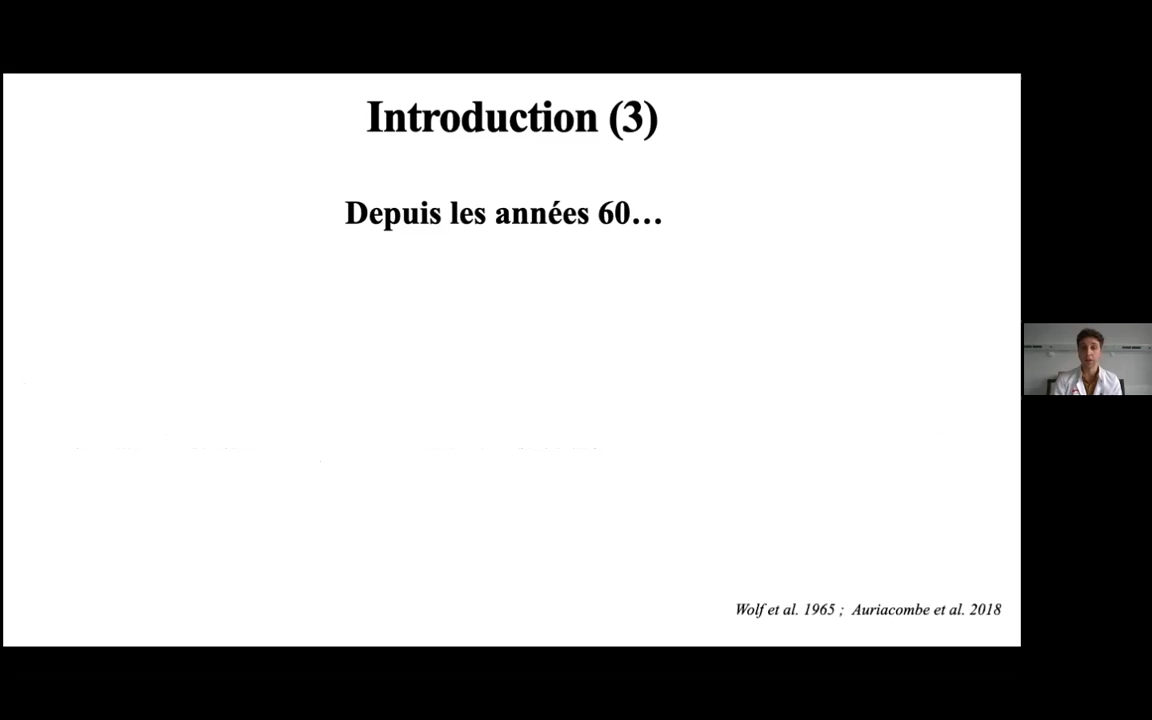 Introduction (3)
Depuis les années 60…
Wolf et al. 1965 ; Auriacombe et al. 2018